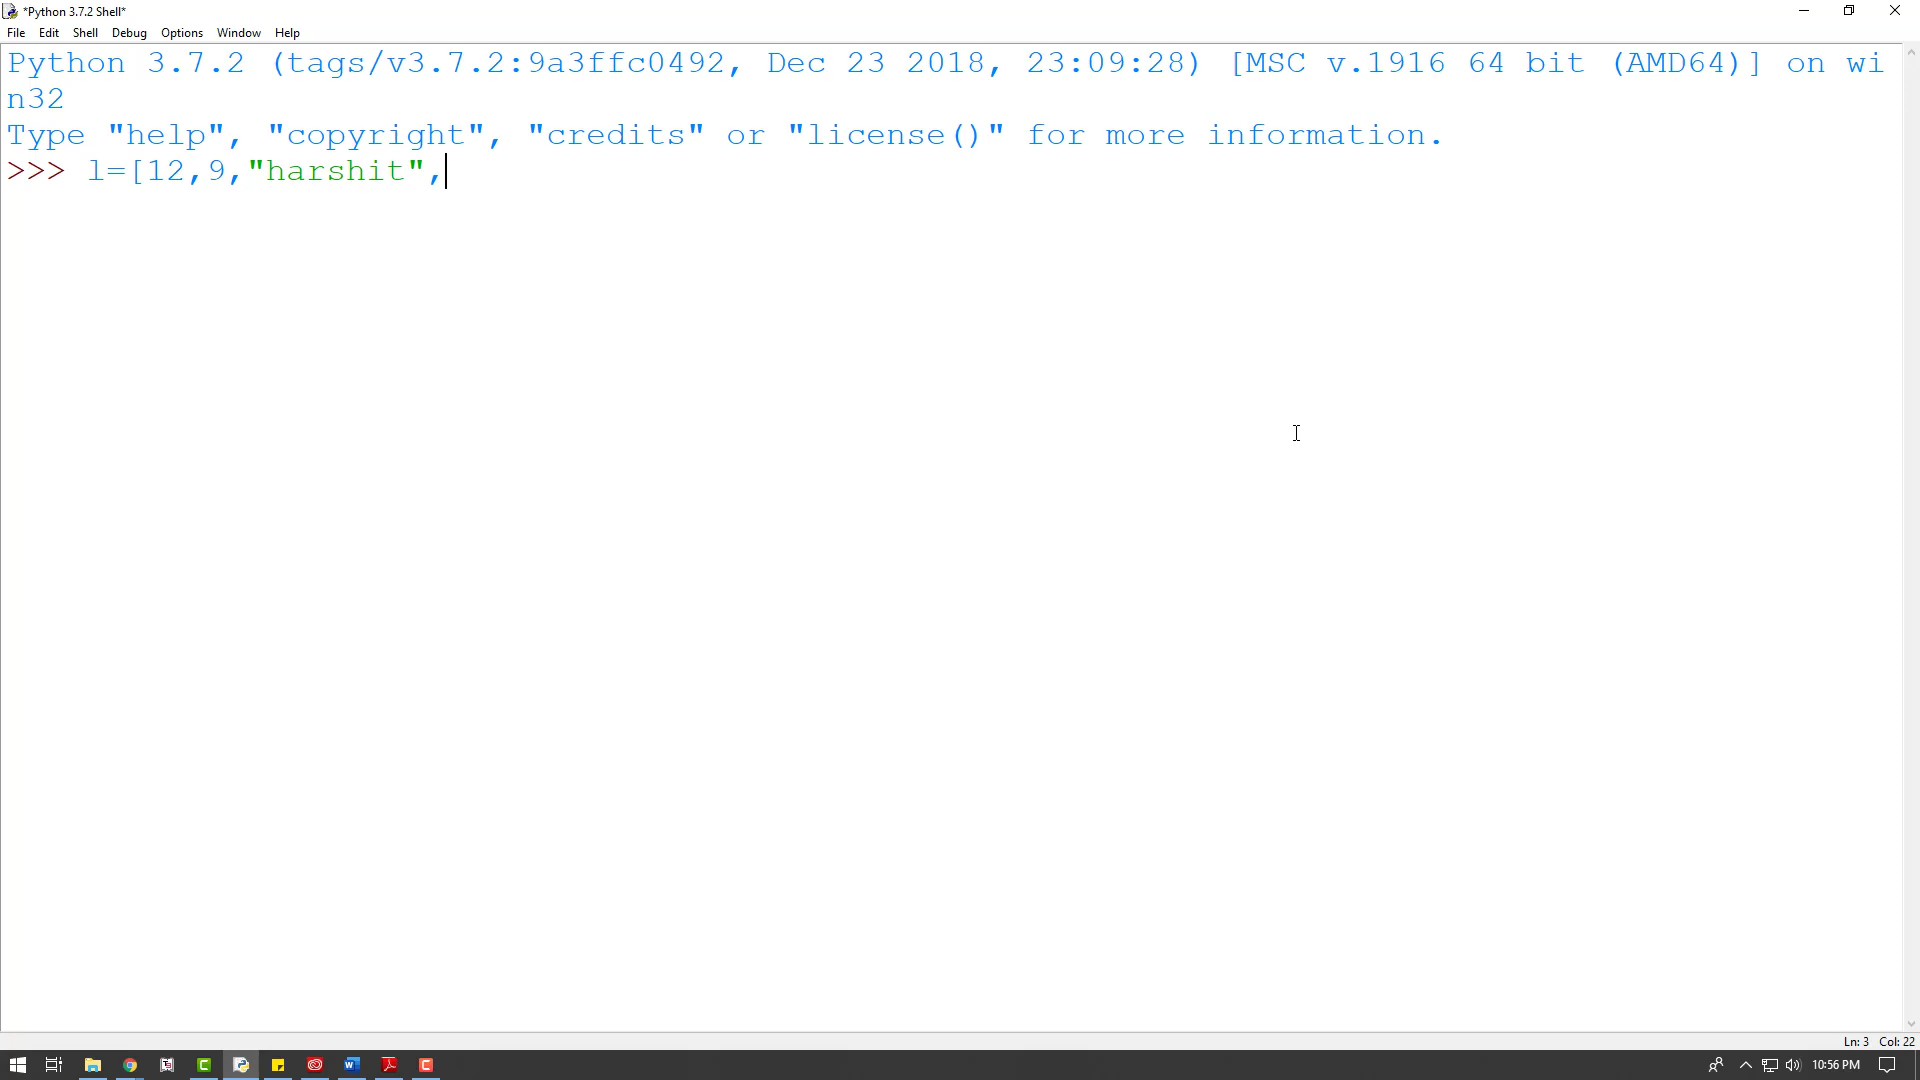 *Python 3.7.2 Shell*
File Edit Shell Debug Options Window Help
Python 3.7.2 (tags/v3.7.2:9a3ffc0492, Dec 23 2018, 23:09:28) [MSC v.1916 64 bit (AMD64)] on wi
n32
Type "help", "copyright", "credits" or "license()" for more information.
>>> l=[12,9,"harshit",
Ln: 3 Col: 22
10:56 PM